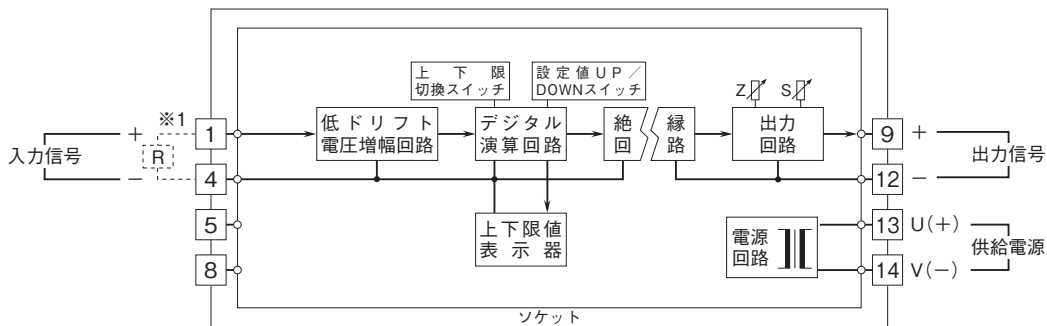 上下限
切換スイッチ
設定値UP／
DOWNスイッチ
Z
S
※1
+
入力信号
R
−
1
4
5
8
低ドリフト
電圧増幅回路
デジタル
演算回路
絶
回
縁
路
出力
回路
上下限値
表示器
電源
回路
9
+
12
−
出力信号
13
U(+)
14
V(−)
供給電源
ソケット